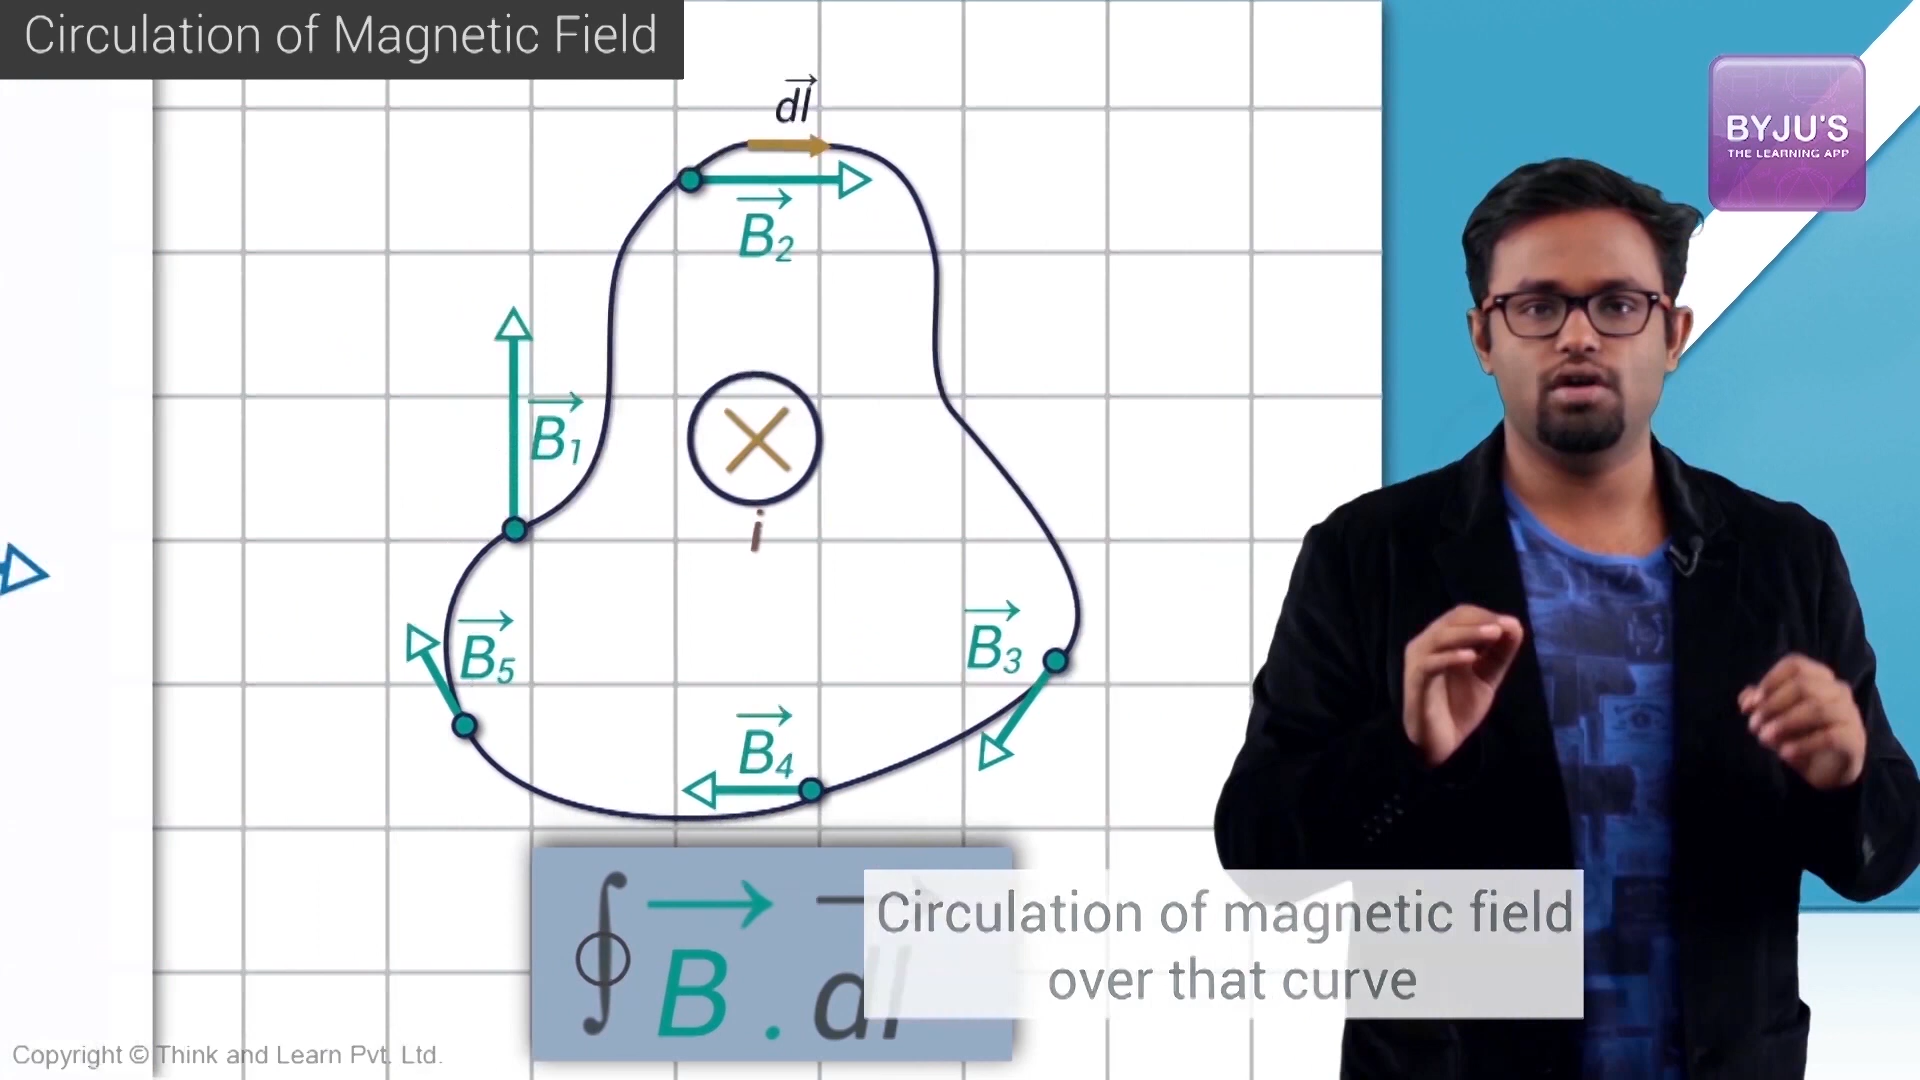 Circulation of Magnetic Field
BYJU'S
THE LEARNING APP
dl
B2
B1
i
B5
B3
B4
∮ B . dl
Circulation of magnetic field
over that curve
Copyright © Think and Learn Pvt. Ltd.